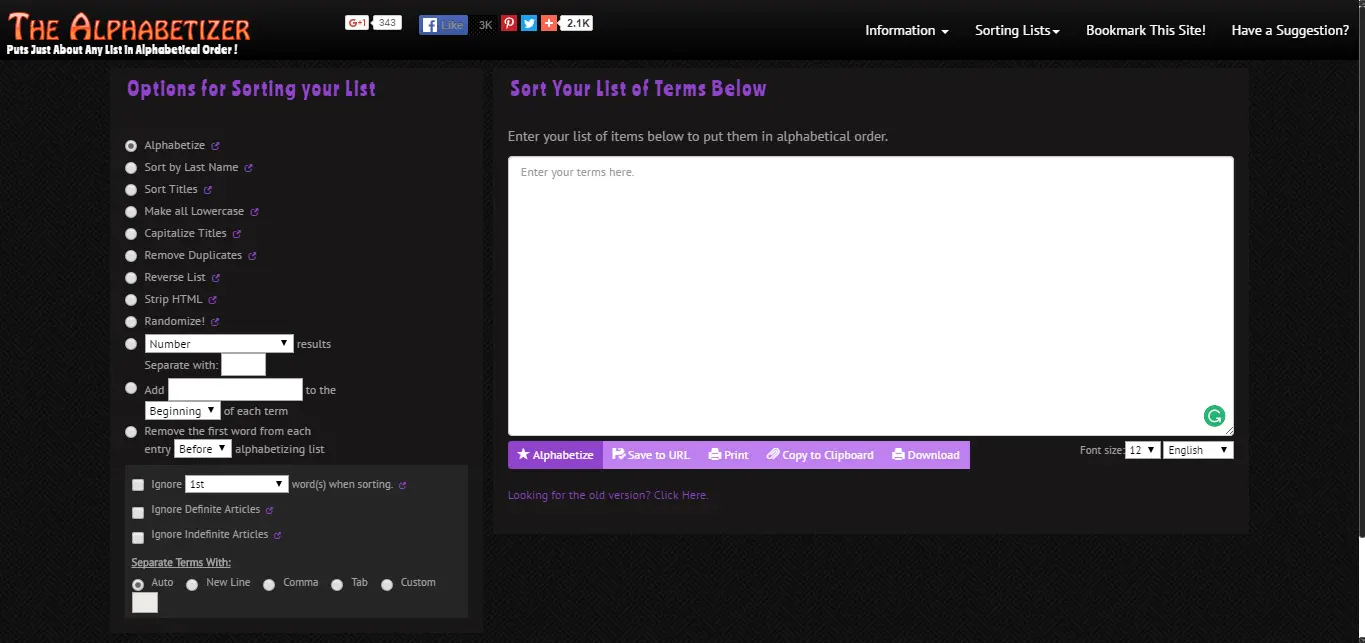 The Alphabetizer
Puts Just About Any List in Alphabetical Order !
G+1 343
Like 3K
2.1K
Information
Sorting Lists
Bookmark This Site!
Have a Suggestion?
Options for Sorting your List
Alphabetize
Sort by Last Name
Sort Titles
Make all Lowercase
Capitalize Titles
Remove Duplicates
Reverse List
Strip HTML
Randomize!
Number results
Separate with:
Add to the
Beginning of each term
Remove the first word from each
entry Before alphabetizing list
Ignore 1st word(s) when sorting.
Ignore Definite Articles
Ignore Indefinite Articles
Separate Terms With:
Auto New Line Comma Tab Custom
Sort Your List of Terms Below
Enter your list of items below to put them in alphabetical order.
Enter your terms here.
Alphabetize Save to URL Print Copy to Clipboard Download
Font size: 12 English
Looking for the old version? Click Here.